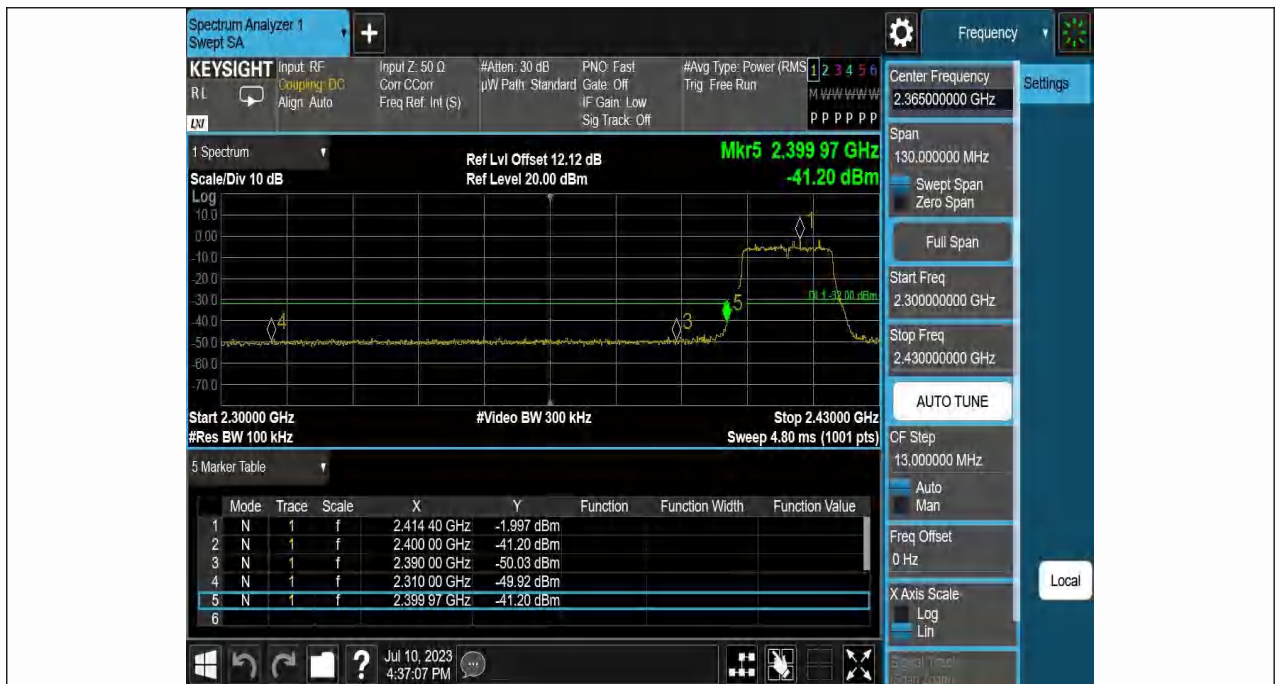 Spectrum Analyzer 1
Swept SA
+
Frequency
KEYSIGHT
RL
LXI
Input: RF
Coupling: DC
Align: Auto
Input Z: 50 Ω
Corr CCorr
Freq Ref: Int (S)
#Atten: 30 dB
µW Path: Standard
PNO: Fast
Gate: Off
IF Gain: Low
Sig Track: Off
#Avg Type: Power (RMS
Trig: Free Run
1 2 3 4 5 6
M W W W W W
P P P P P P
1 Spectrum
Scale/Div 10 dB
Ref Lvl Offset 12.12 dB
Ref Level 20.00 dBm
Mkr5 2.399 97 GHz
-41.20 dBm
Log
10.0
0.00
-10.0
-20.0
-30.0
-40.0
-50.0
-60.0
-70.0
1
DL1 -32.00 dBm
5
4
3
Start 2.30000 GHz
#Video BW 300 kHz
Stop 2.43000 GHz
#Res BW 100 kHz
Sweep 4.80 ms (1001 pts)
5 Marker Table
Mode Trace Scale X Y Function Function Width Function Value
1 N 1 f 2.414 40 GHz -1.997 dBm
2 N 1 f 2.400 00 GHz -41.20 dBm
3 N 1 f 2.390 00 GHz -50.03 dBm
4 N 1 f 2.310 00 GHz -49.92 dBm
5 N 1 f 2.399 97 GHz -41.20 dBm
6
Jul 10, 2023
4:37:07 PM
?
Settings
Center Frequency
2.365000000 GHz
Span
130.000000 MHz
Swept Span
Zero Span
Full Span
Start Freq
2.300000000 GHz
Stop Freq
2.430000000 GHz
AUTO TUNE
CF Step
13.000000 MHz
Auto
Man
Freq Offset
0 Hz
X Axis Scale
Log
Lin
Signal Track
(Span Zoom)
Local